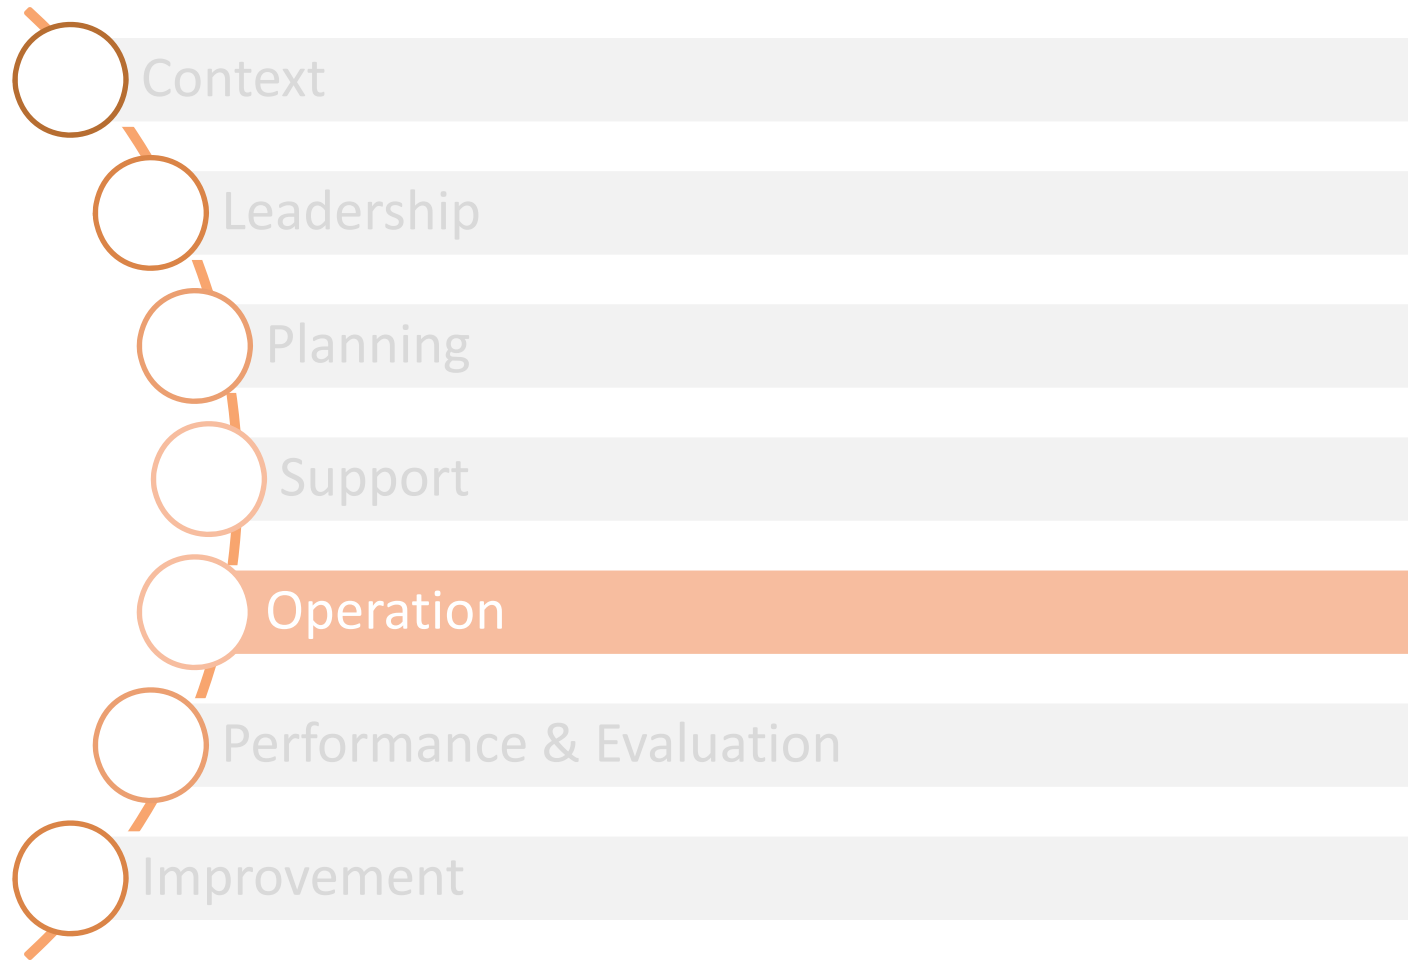 Context
Leadership
Planning
Support
Operation
Performance & Evaluation
Improvement